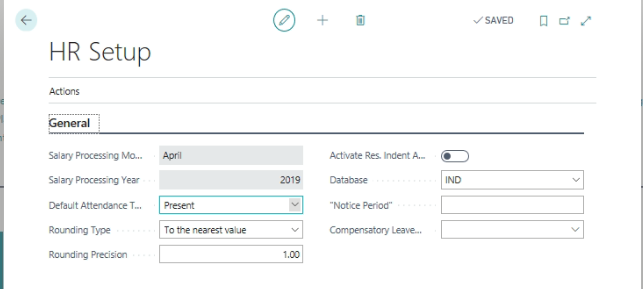 SAVED
HR Setup
Actions
General
Salary Processing Mo... April
Activate Res. Indent A...
Salary Processing Year 2019
Database IND
Default Attendance T... Present
"Notice Period"
Rounding Type To the nearest value
Compensatory Leave...
Rounding Precision 1.00